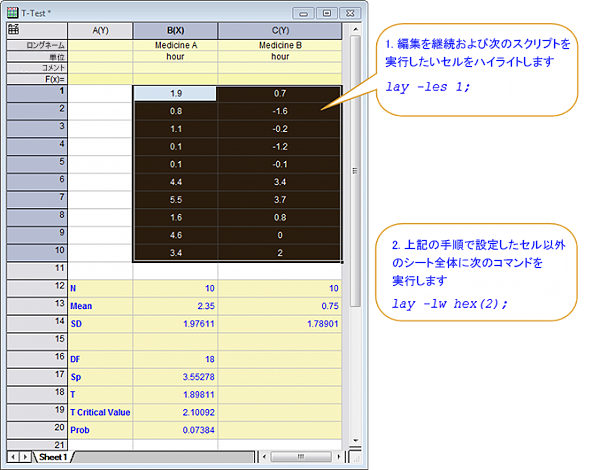 T-Test *
A(Y) B(X) C(Y)
ロングネーム Medicine A Medicine B
単位 hour hour
コメント
F(x)=
1 1.9 0.7
2 0.8 -1.6
3 1.1 -0.2
4 0.1 -1.2
5 0.1 -0.1
6 4.4 3.4
7 5.5 3.7
8 1.6 0.8
9 4.6 0
10 3.4 2
11
12 N 10 10
13 Mean 2.35 0.75
14 SD 1.97611 1.78901
15
16 DF 18
17 Sp 3.55278
18 T 1.89811
19 T Critical Value 2.10092
20 Prob 0.07384
21
Sheet1
1. 編集を継続および次のスクリプトを
実行したいセルをハイライトします
lay -les 1;
2. 上記の手順で設定したセル以外
のシート全体に次のコマンドを
実行します
lay -lw hex(2);